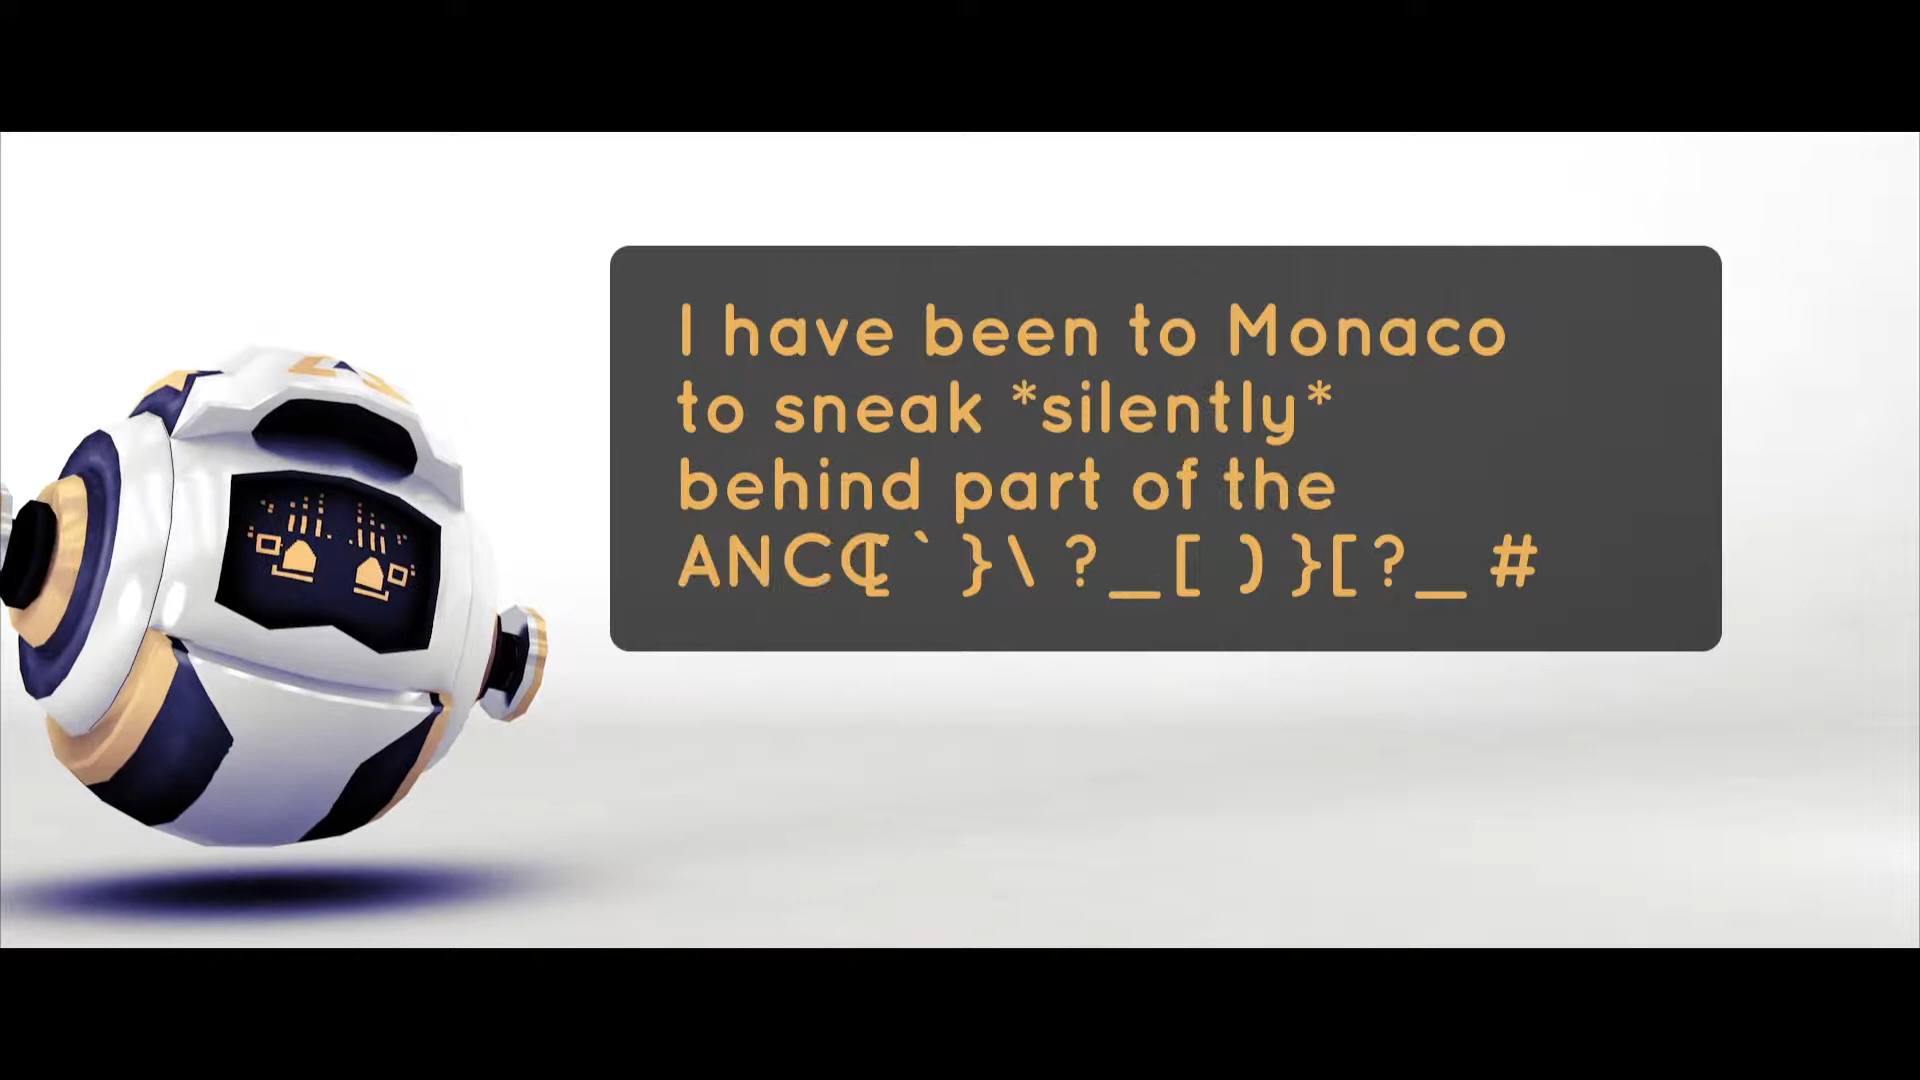 I have been to Monaco
to sneak *silently*
behind part of the
ANC